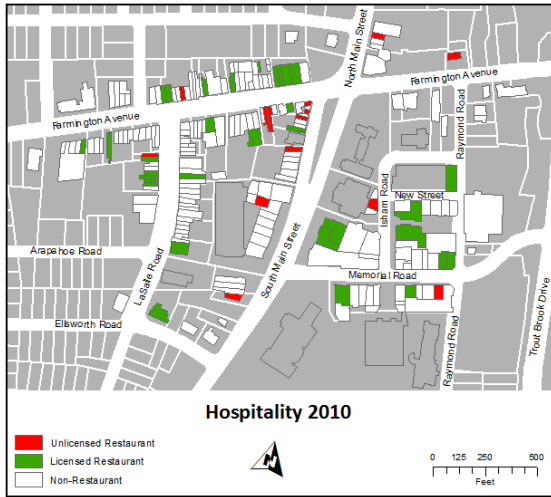 North Main Street
Farmington Avenue
Farmington Avenue
Raymond Road
Isham Road
New Street
Arapahoe Road
LaSalle Road
South Main Street
Memorial Road
Ellsworth Road
Raymond Road
Trout Brook Drive
Hospitality 2010
Unlicensed Restaurant
Licensed Restaurant
Non-Restaurant
N
0 125 250 500
Feet